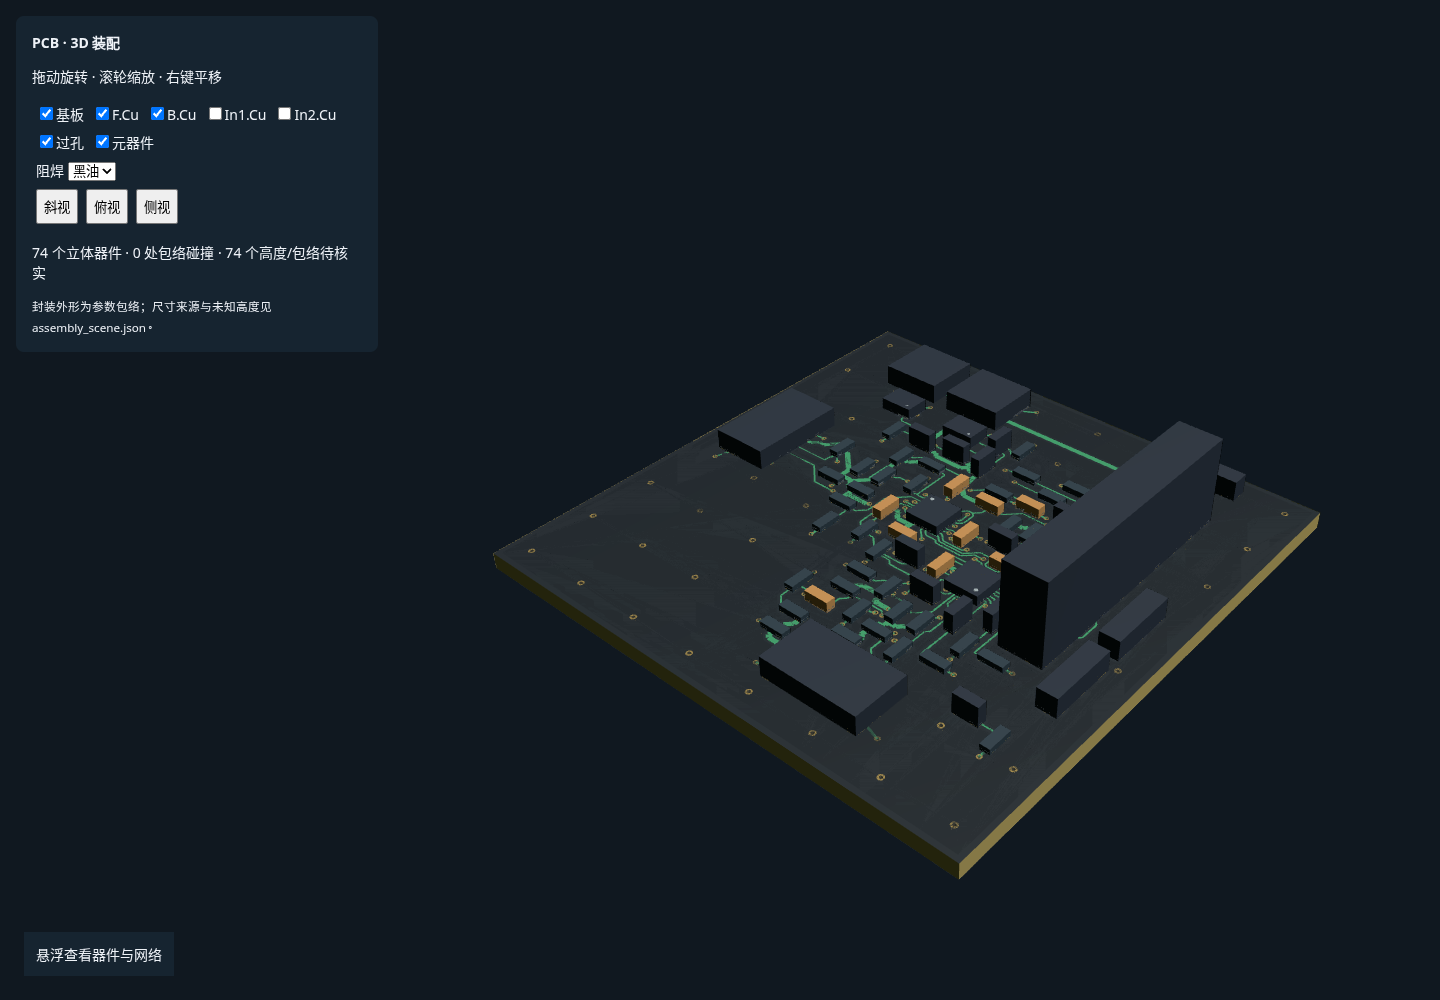 PCB · 3D 装配
拖动旋转 · 滚轮缩放 · 右键平移
基板 F.Cu B.Cu In1.Cu In2.Cu
过孔 元器件
阻焊 黑油
斜视 俯视 侧视
74 个立体器件 · 0 处包络碰撞 · 74 个高度/包络待核
实
封装外形为参数包络；尺寸来源与未知高度见
assembly_scene.json。
悬浮查看器件与网络